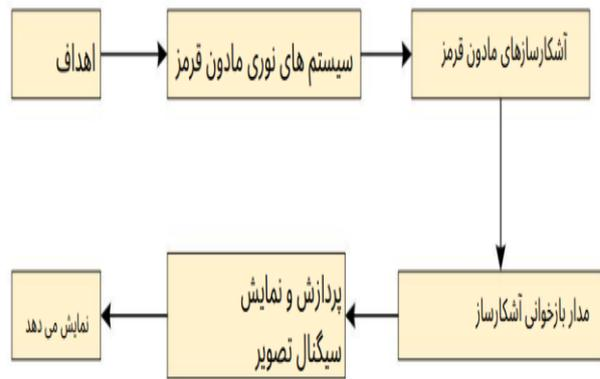 اهداف
سیستم های نوری مادون قرمز
آشکارسازهای مادون قرمز
مدار بازخوانی آشکارساز
پردازش و نمایش
سیگنال تصویر
نمایش می دهد